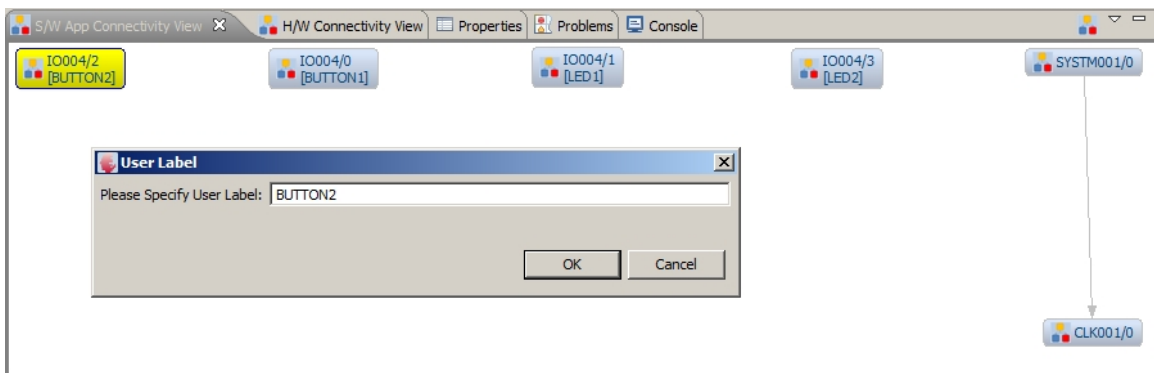 S/W App Connectivity View
H/W Connectivity View
Properties
Problems
Console
IO004/2
[BUTTON2]
IO004/0
[BUTTON1]
IO004/1
[LED1]
IO004/3
[LED2]
SYSTM001/0
User Label
Please Specify User Label: BUTTON2
OK
Cancel
CLK001/0